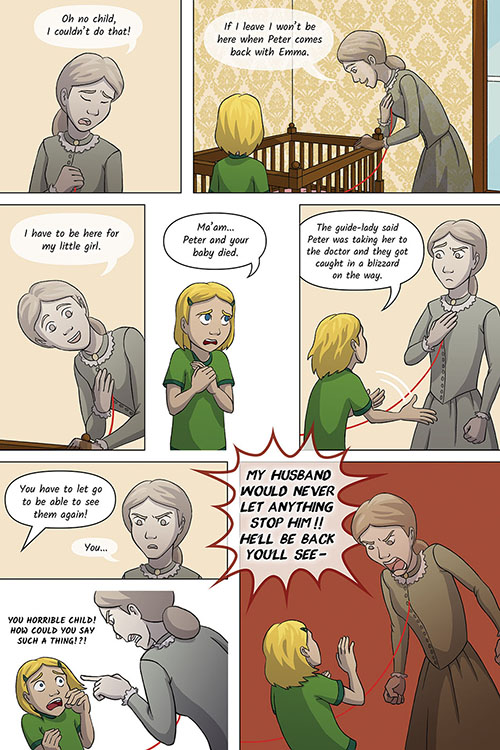 Oh no child,
I couldn't do that!
If I leave I won't be
here when Peter comes
back with Emma.
I have to be here for
my little girl.
Ma'am...
Peter and your
baby died.
The guide-lady said
Peter was taking her to
the doctor and they got
caught in a blizzard
on the way.
You have to let go
to be able to see
them again!
You...
YOU HORRIBLE CHILD!
HOW COULD YOU SAY
SUCH A THING!?!
MY HUSBAND
WOULD NEVER
LET ANYTHING
STOP HIM!!
HE'LL BE BACK
YOULL SEE-